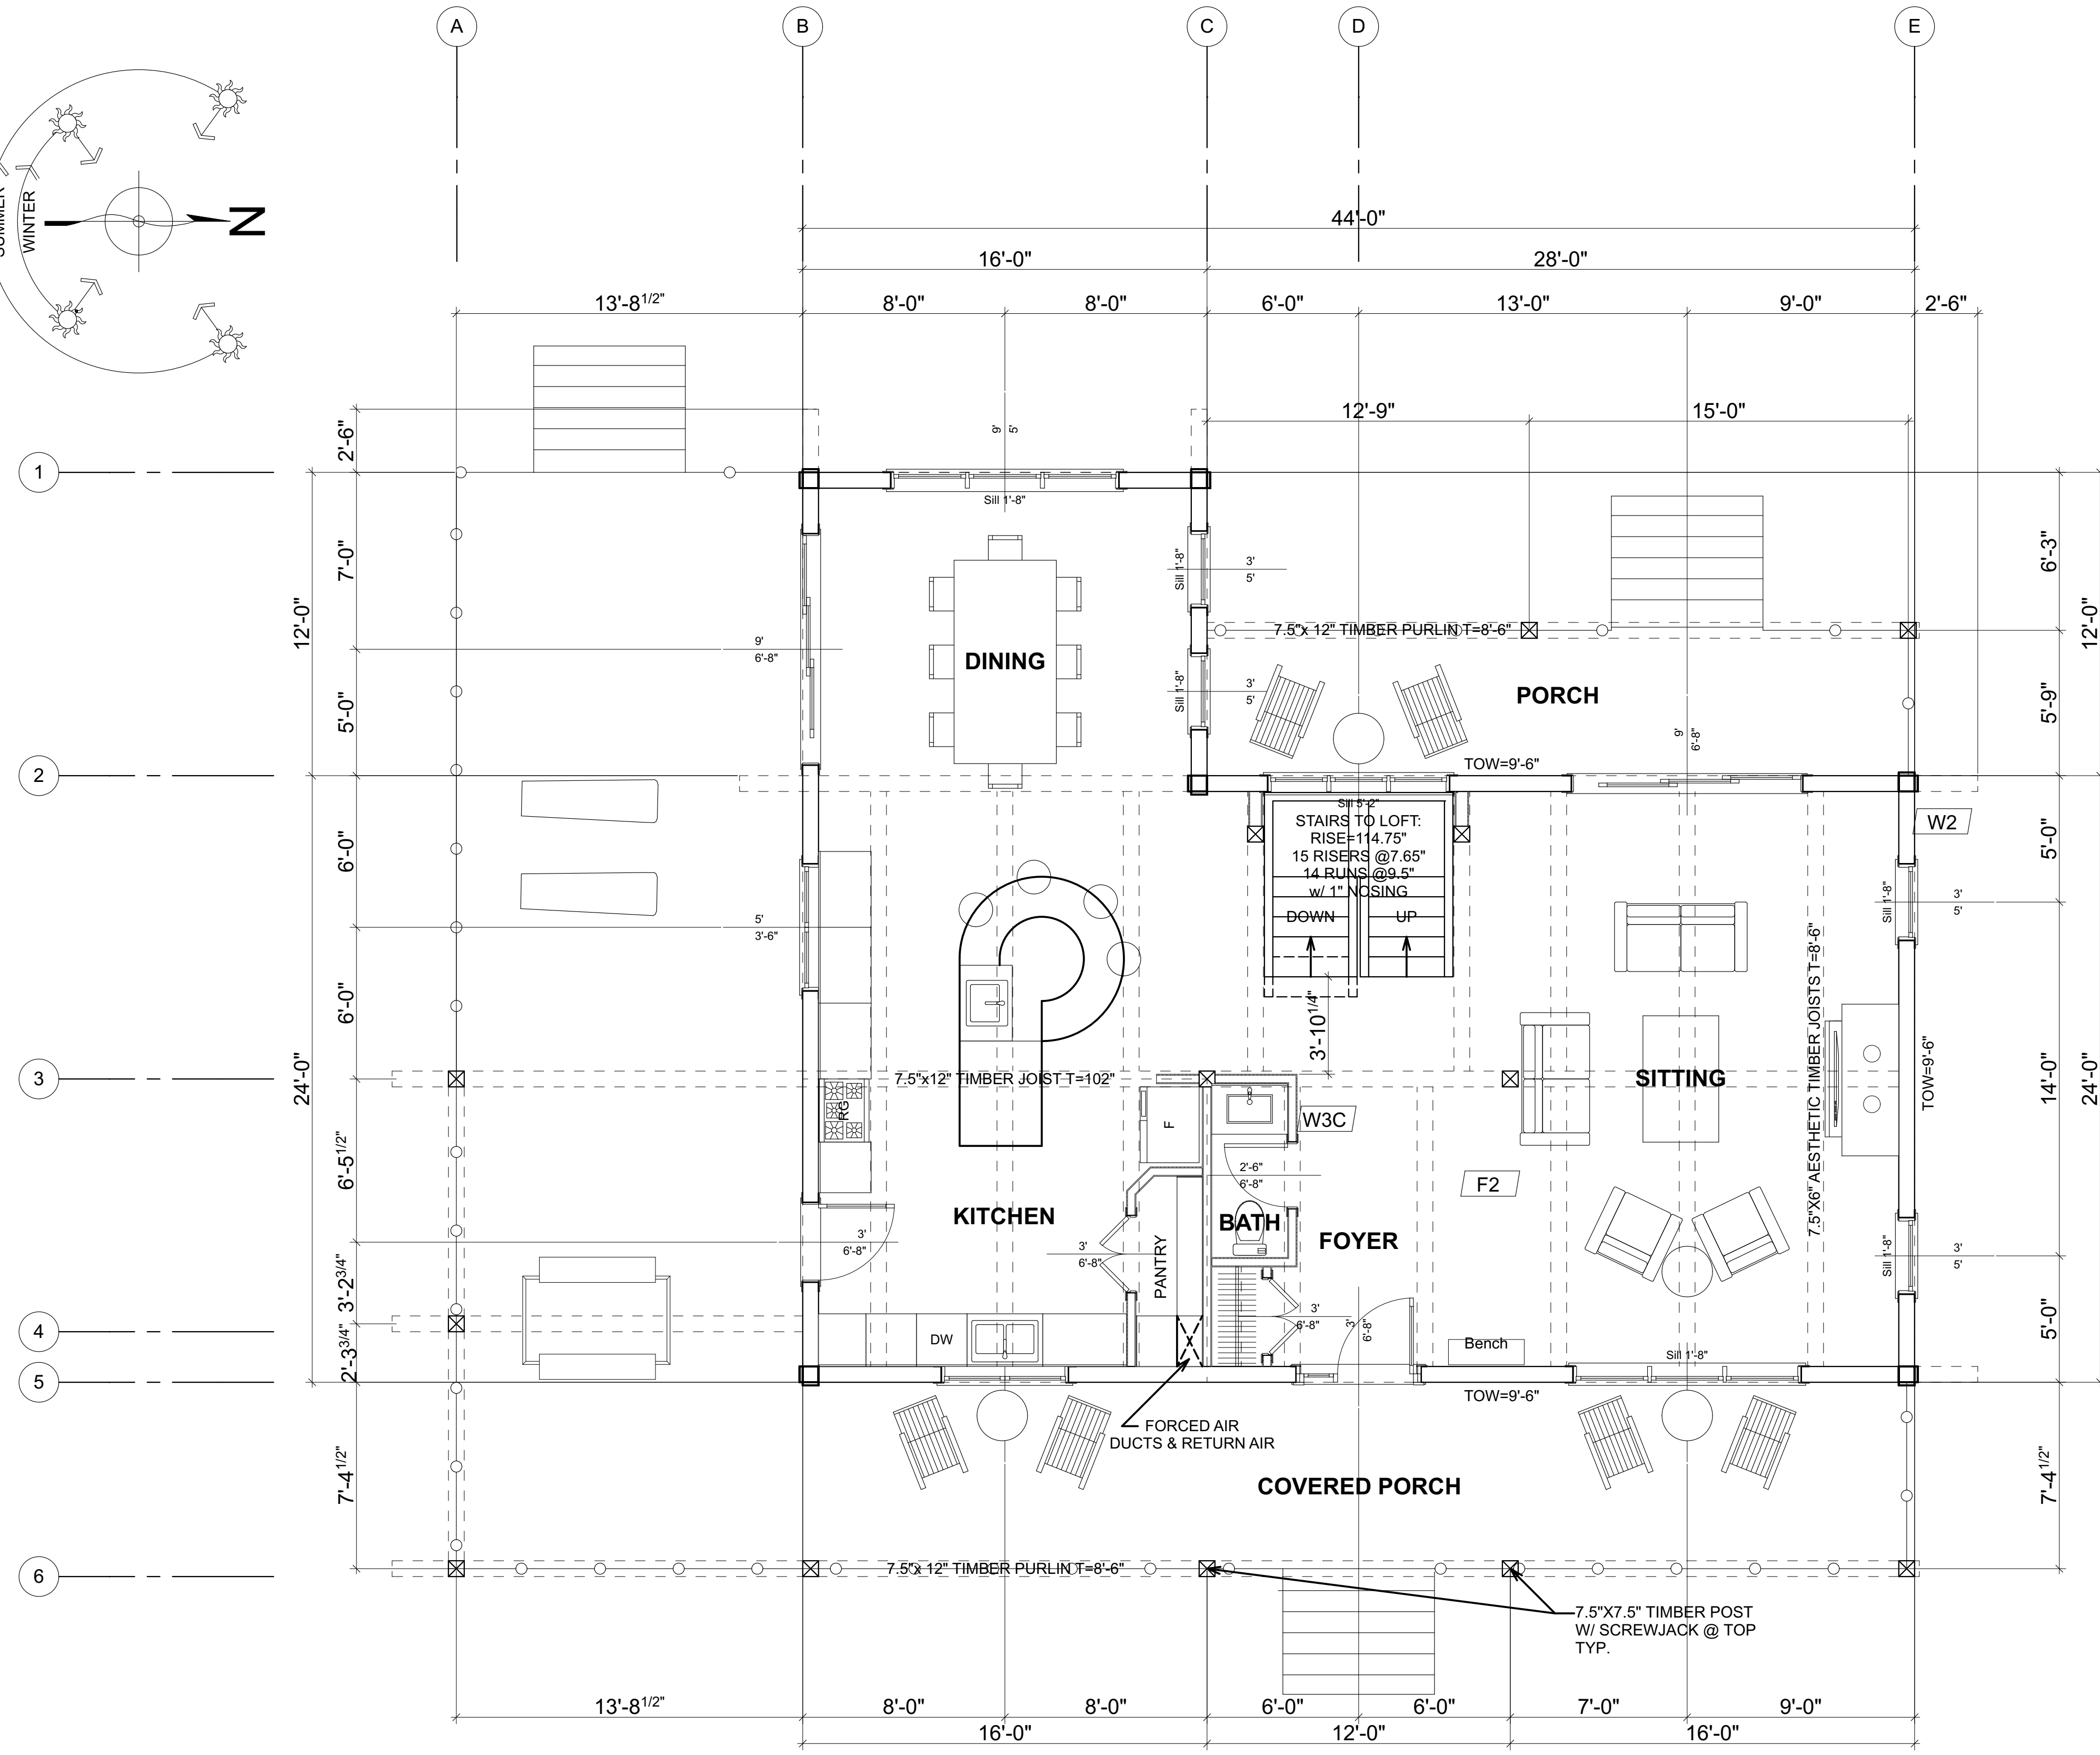 A
B
C
D
E
SUMMER
WINTER
N
44'-0"
16'-0"
28'-0"
13'-8 1/2"
8'-0"
8'-0"
6'-0"
13'-0"
9'-0"
2'-6"
12'-9"
15'-0"
2'-6"
9'
5'
1
Sill 1'-8"
7'-0"
12'-0"
Sill 1'-8"
3'
5'
6'-3"
12'-0"
7.5"x 12" TIMBER PURLIN T=8'-6"
9'
6'-8"
DINING
Sill 1'-8"
3'
5'
PORCH
5'-0"
5'-9"
9'
6'-8"
TOW=9'-6"
2
Sill 5'-2"
STAIRS TO LOFT:
RISE=114.75"
15 RISERS @7.65"
14 RUNS @9.5"
w/ 1" NOSING
DOWN
UP
W2
6'-0"
5'-0"
Sill 1'-8"
3'
5'
5'
3'-6"
6'-0"
3'-10 1/4"
7.5"X6" AESTHETIC TIMBER JOISTS T=8'-6"
24'-0"
3
7.5"x12" TIMBER JOIST T=102"
SITTING
TOW=9'-6"
14'-0"
24'-0"
RG
F
W3C
6'-5 1/2"
2'-6"
6'-8"
F2
KITCHEN
BATH
FOYER
3'
6'-8"
3'
6'-8"
PANTRY
Sill 1'-8"
3'
5'
3'-2 3/4"
4
2'-3 3/4"
DW
3'
6'-8"
3'
6'-8"
Bench
Sill 1'-8"
5'-0"
5
TOW=9'-6"
FORCED AIR
DUCTS & RETURN AIR
7'-4 1/2"
COVERED PORCH
7'-4 1/2"
6
7.5"x 12" TIMBER PURLIN T=8'-6"
7.5"X7.5" TIMBER POST
W/ SCREWJACK @ TOP
TYP.
13'-8 1/2"
8'-0"
8'-0"
6'-0"
6'-0"
7'-0"
9'-0"
16'-0"
12'-0"
16'-0"